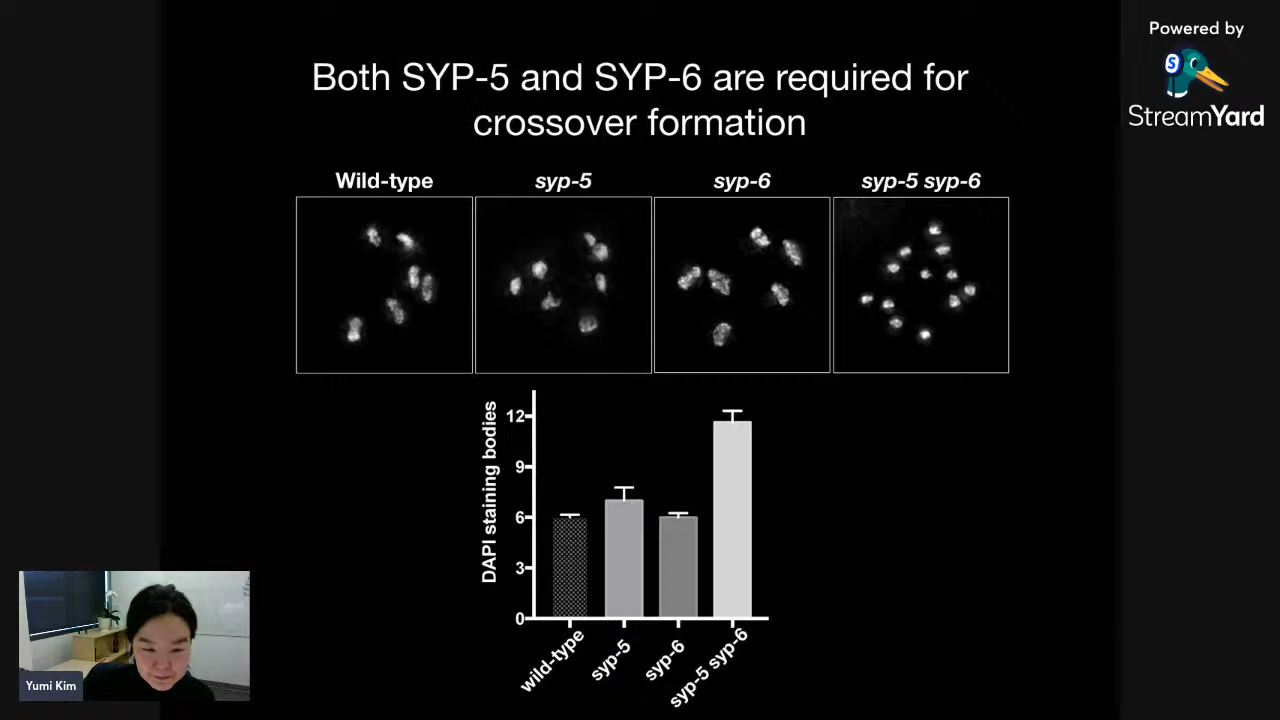 Powered by
StreamYard
Both SYP-5 and SYP-6 are required for
crossover formation
Wild-type
syp-5
syp-6
syp-5 syp-6
DAPI staining bodies
12
9
6
3
0
wild-type
syp-5
syp-6
syp-5 syp-6
Yumi Kim